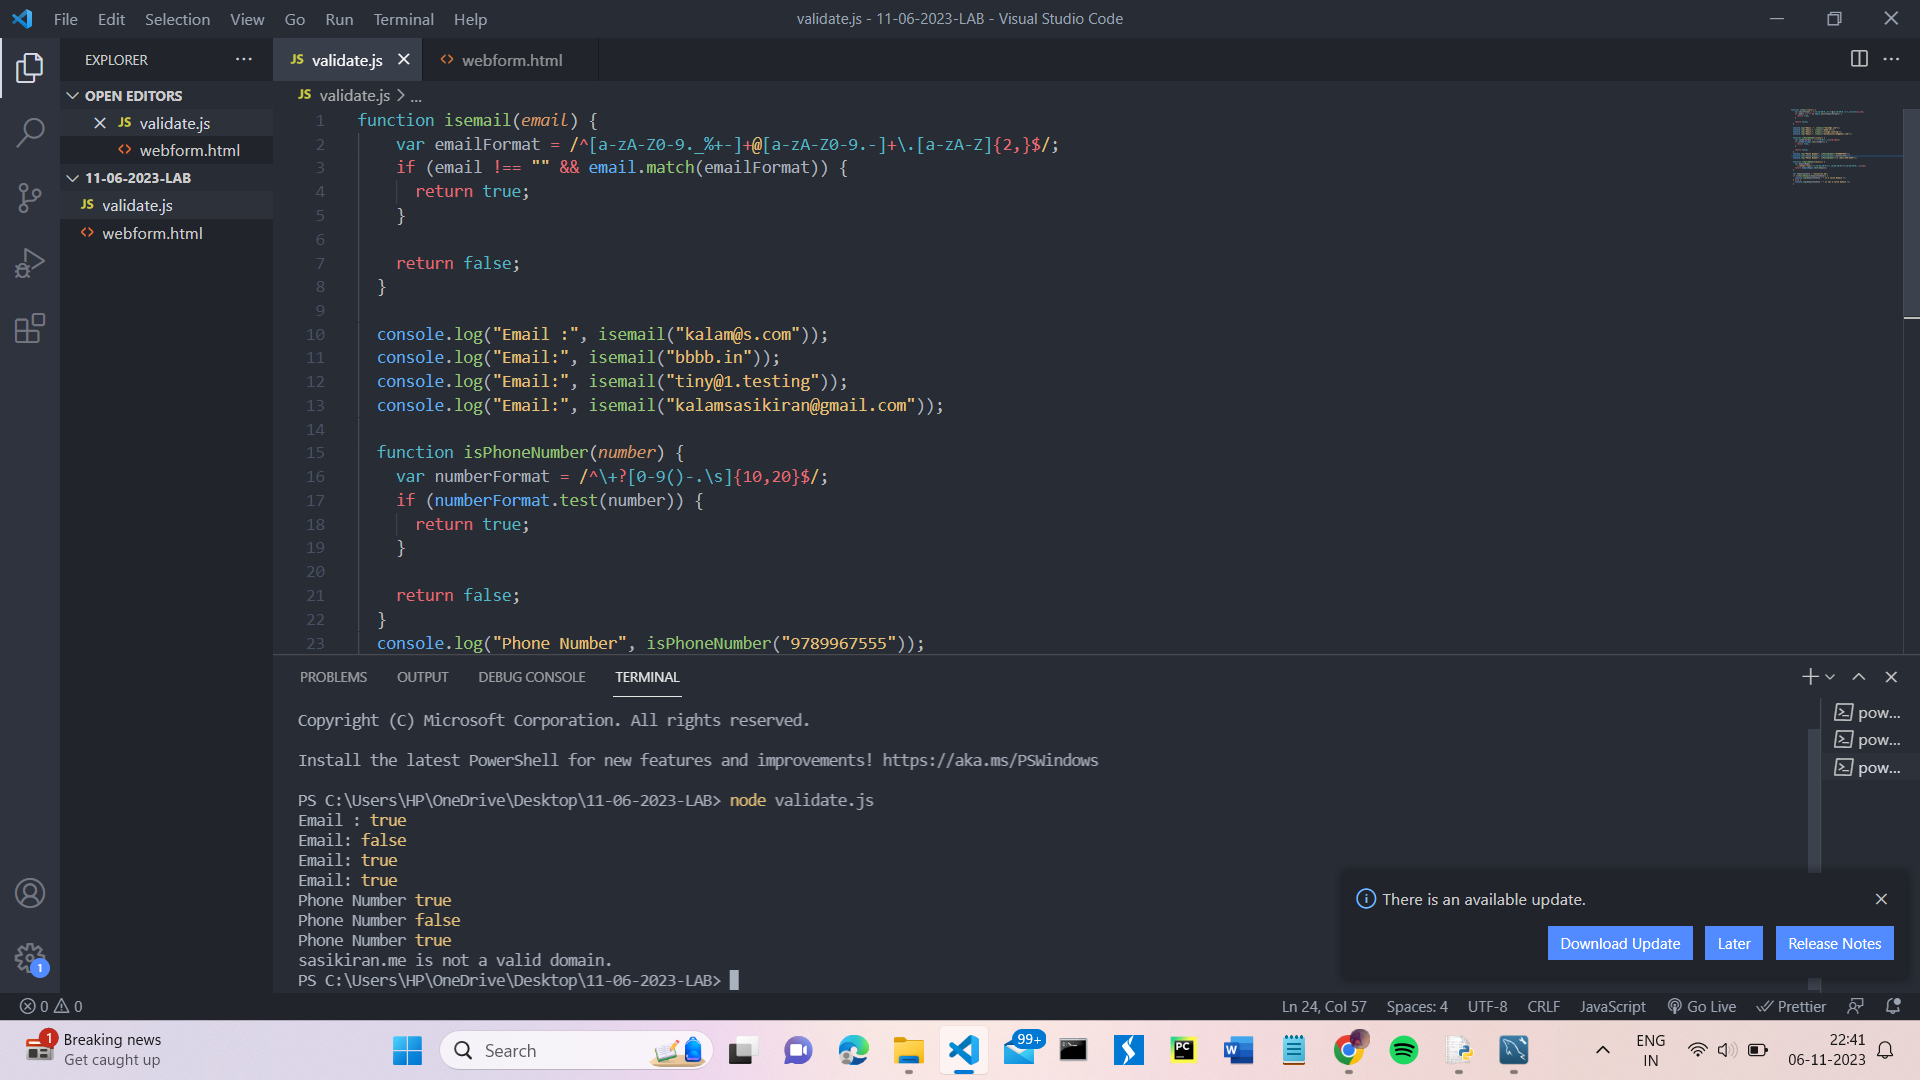 File Edit Selection View Go Run Terminal Help
validate.js - 11-06-2023-LAB - Visual Studio Code
EXPLORER
JS validate.js
<> webform.html
OPEN EDITORS
JS validate.js
<> webform.html
11-06-2023-LAB
JS validate.js
<> webform.html
JS validate.js > ...
1 function isemail(email) {
2 var emailFormat = /^[a-zA-Z0-9._%+-]+@[a-zA-Z0-9.-]+\.[a-zA-Z]{2,}$/;
3 if (email !== "" && email.match(emailFormat)) {
4 return true;
5 }
6
7 return false;
8 }
9
10 console.log("Email :", isemail("kalam@s.com"));
11 console.log("Email:", isemail("bbbb.in"));
12 console.log("Email:", isemail("tiny@1.testing"));
13 console.log("Email:", isemail("kalamsasikiran@gmail.com"));
14
15 function isPhoneNumber(number) {
16 var numberFormat = /^\+?[0-9()-.\s]{10,20}$/;
17 if (numberFormat.test(number)) {
18 return true;
19 }
20
21 return false;
22 }
23 console.log("Phone Number", isPhoneNumber("9789967555"));
PROBLEMS OUTPUT DEBUG CONSOLE TERMINAL
Copyright (C) Microsoft Corporation. All rights reserved.
Install the latest PowerShell for new features and improvements! https://aka.ms/PSWindows
PS C:\Users\HP\OneDrive\Desktop\11-06-2023-LAB> node validate.js
Email : true
Email: false
Email: true
Email: true
Phone Number true
Phone Number false
Phone Number true
sasikiran.me is not a valid domain.
PS C:\Users\HP\OneDrive\Desktop\11-06-2023-LAB>
pow...
pow...
pow...
There is an available update.
Download Update
Later
Release Notes
1
0 0
Ln 24, Col 57 Spaces: 4 UTF-8 CRLF JavaScript Go Live Prettier
1
Breaking news
Get caught up
Search
99+
PC
W
ENG
IN
22:41
06-11-2023